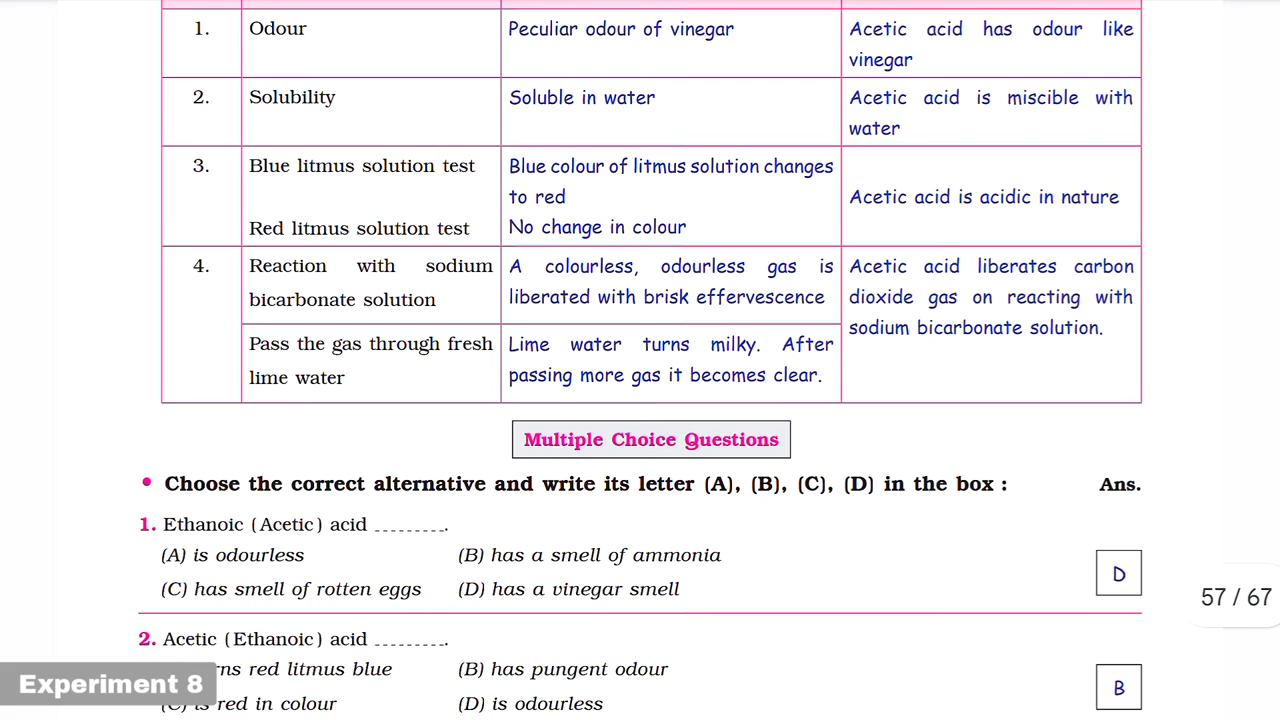 1. Odour Peculiar odour of vinegar Acetic acid has odour like
vinegar
2. Solubility Soluble in water Acetic acid is miscible with
water
3. Blue litmus solution test Blue colour of litmus solution changes
to red Acetic acid is acidic in nature
Red litmus solution test No change in colour
4. Reaction with sodium A colourless, odourless gas is Acetic acid liberates carbon
bicarbonate solution liberated with brisk effervescence dioxide gas on reacting with
sodium bicarbonate solution.
Pass the gas through fresh Lime water turns milky. After
lime water passing more gas it becomes clear.
Multiple Choice Questions
• Choose the correct alternative and write its letter (A), (B), (C), (D) in the box : Ans.
1. Ethanoic (Acetic) acid _________.
(A) is odourless (B) has a smell of ammonia
D
(C) has smell of rotten eggs (D) has a vinegar smell
57 / 67
2. Acetic (Ethanoic) acid _________.
red litmus blue (B) has pungent odour
Experiment 8 B
(C) is red in colour (D) is odourless